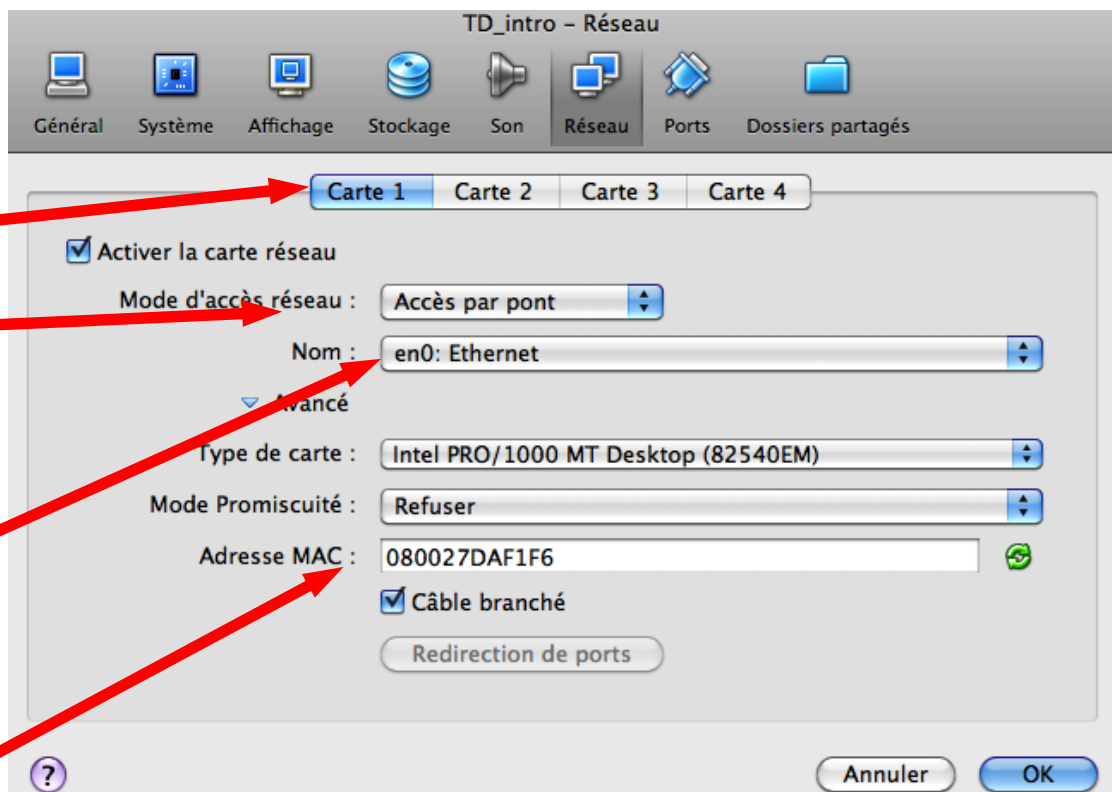 TD_intro – Réseau
Général Système Affichage Stockage Son Réseau Ports Dossiers partagés
Carte 1 Carte 2 Carte 3 Carte 4
Activer la carte réseau
Mode d'accès réseau : Accès par pont
Nom : en0: Ethernet
Avancé
Type de carte : Intel PRO/1000 MT Desktop (82540EM)
Mode Promiscuité : Refuser
Adresse MAC : 080027DAF1F6
Câble branché
Redirection de ports
? Annuler OK